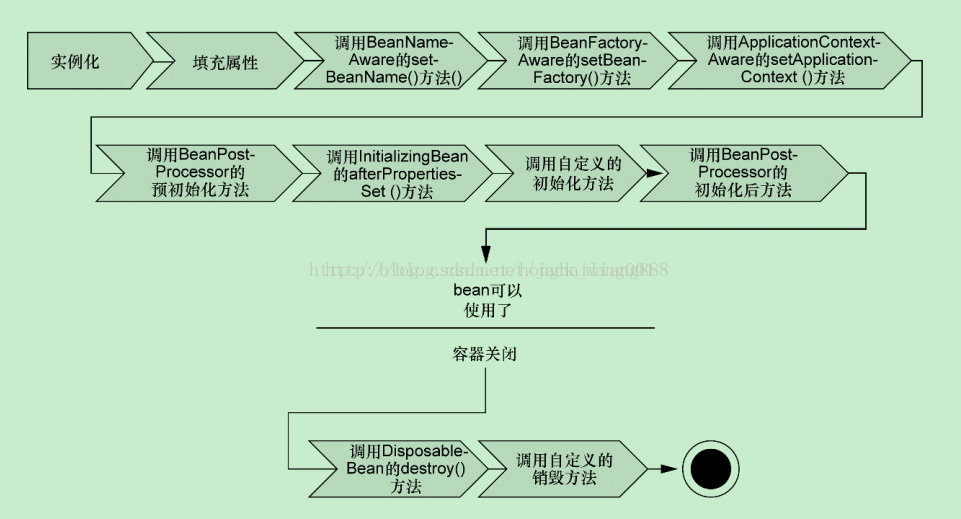 实例化
填充属性
调用BeanName-
Aware的set-
BeanName()方法()
调用BeanFactory-
Aware的setBean-
Factory()方法
调用ApplicationContext-
Aware的setApplication-
Context ()方法
调用BeanPost-
Processor的
预初始化方法
调用InitializingBean
的afterProperties-
Set ()方法
调用自定义的
初始化方法
调用BeanPost-
Processor的
初始化后方法
bean可以
使用了
容器关闭
调用Disposable-
Bean的destroy()
方法
调用自定义的
销毁方法